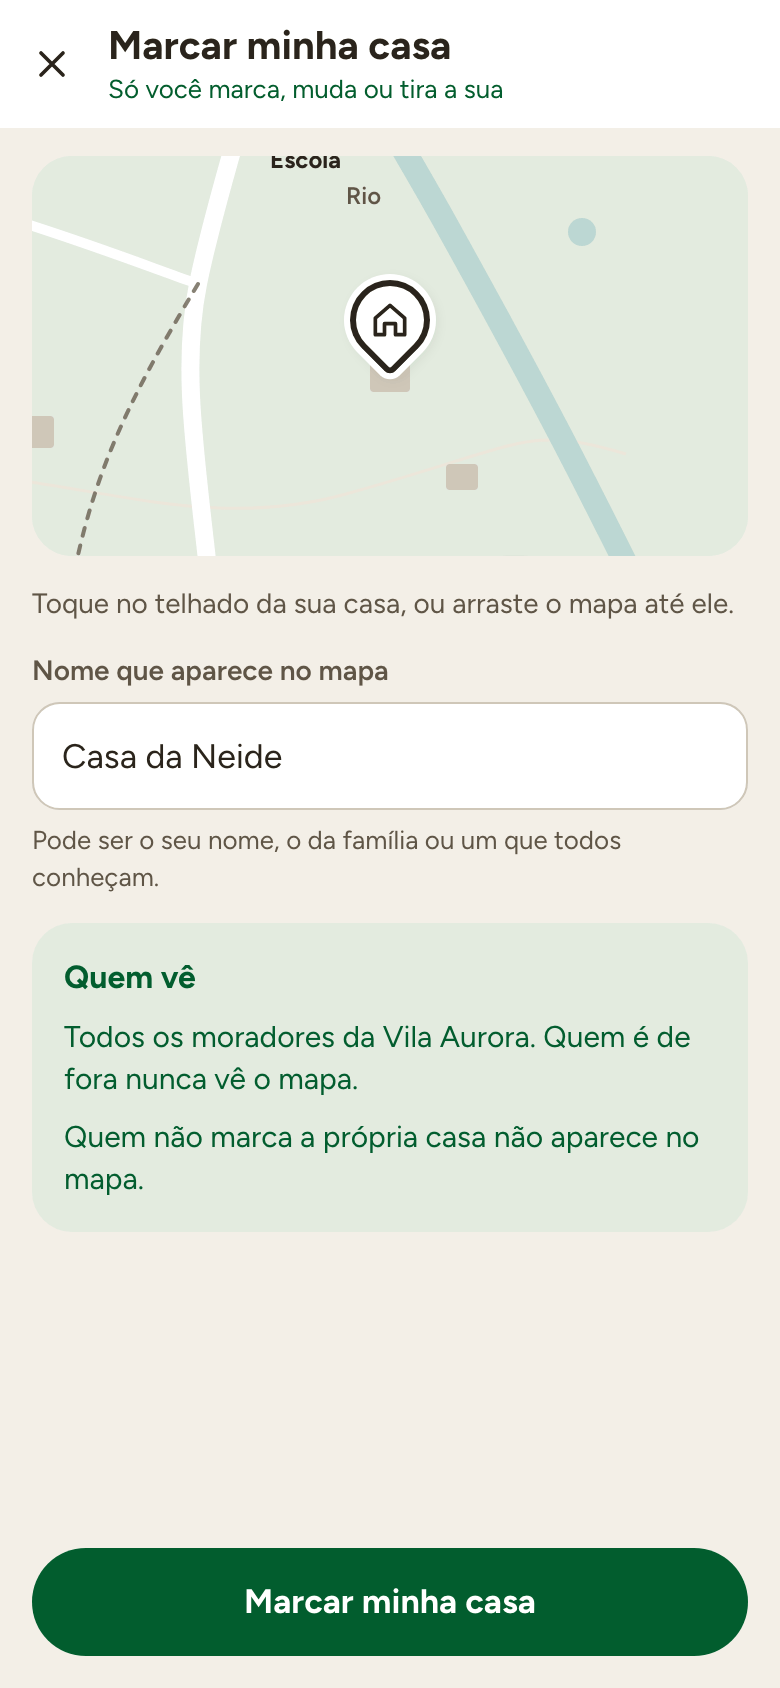 Marcar minha casa
Só você marca, muda ou tira a sua
Escola
Rio
Toque no telhado da sua casa, ou arraste o mapa até ele.
Nome que aparece no mapa
Casa da Neide
Pode ser o seu nome, o da família ou um que todos
conheçam.
Quem vê
Todos os moradores da Vila Aurora. Quem é de
fora nunca vê o mapa.
Quem não marca a própria casa não aparece no
mapa.
Marcar minha casa